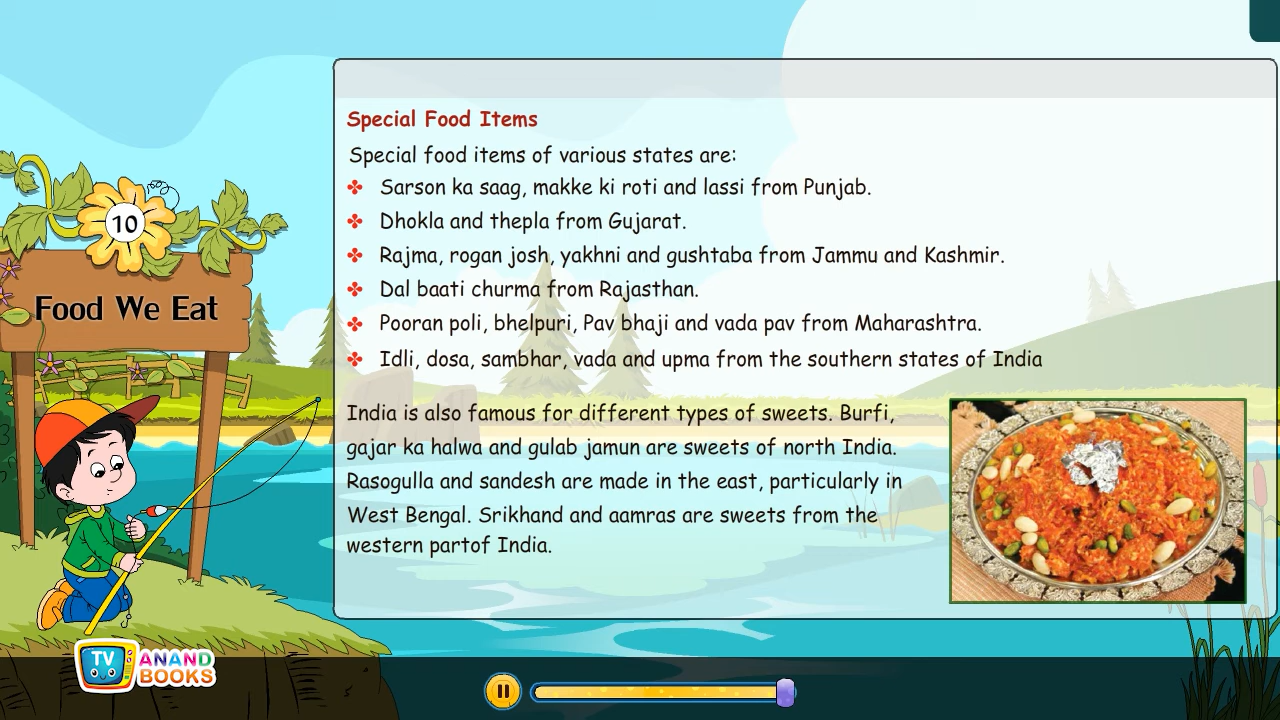 Special Food Items
Special food items of various states are:
Sarson ka saag, makke ki roti and lassi from Punjab.
Dhokla and thepla from Gujarat.
Rajma, rogan josh, yakhni and gushtaba from Jammu and Kashmir.
Dal baati churma from Rajasthan.
Pooran poli, bhelpuri, Pav bhaji and vada pav from Maharashtra.
Idli, dosa, sambhar, vada and upma from the southern states of India
India is also famous for different types of sweets. Burfi,
gajar ka halwa and gulab jamun are sweets of north India.
Rasogulla and sandesh are made in the east, particularly in
West Bengal. Srikhand and aamras are sweets from the
western partof India.
10
Food We Eat
TV
ANAND
BOOKS